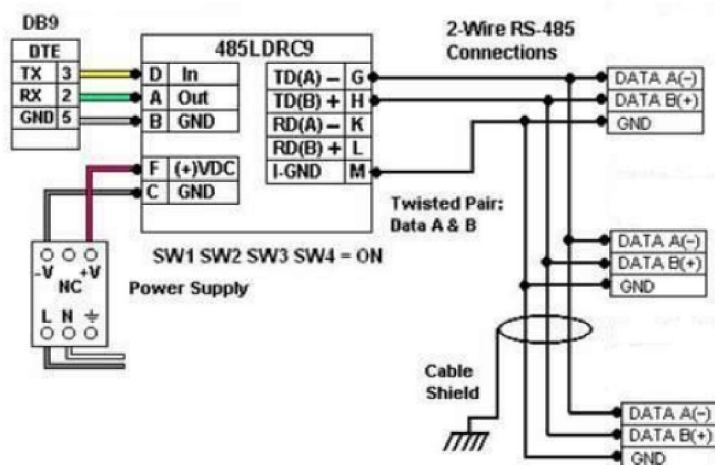 DB9
DTE
TX 3
RX 2
GND 5
485LDRC9
D In
A Out
B GND
F (+)VDC
C GND
TD(A) - G
TD(B) + H
RD(A) - K
RD(B) + L
I-GND M
2-Wire RS-485
Connections
DATA A(-)
DATA B(+)
GND
Twisted Pair:
Data A & B
SW1 SW2 SW3 SW4 = ON
-V +V
NC
L N
Power Supply
DATA A(-)
DATA B(+)
GND
Cable
Shield
DATA A(-)
DATA B(+)
GND